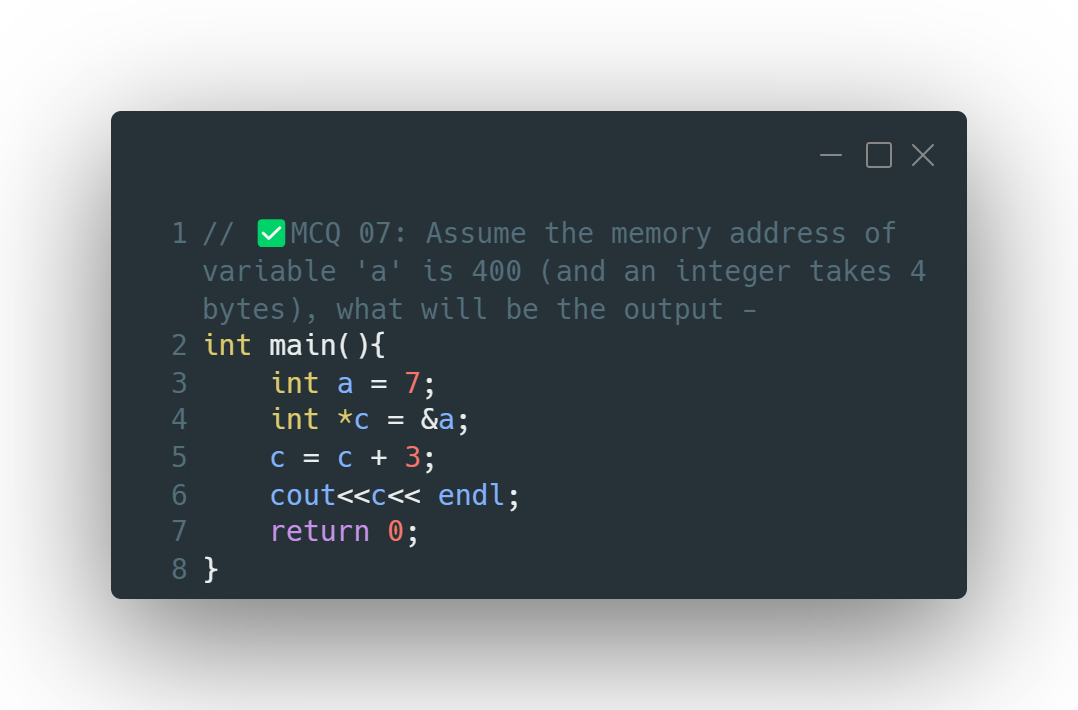 1 // ✅MCQ 07: Assume the memory address of
variable 'a' is 400 (and an integer takes 4
bytes), what will be the output -
2 int main(){
3     int a = 7;
4     int *c = &a;
5     c = c + 3;
6     cout<<c<< endl;
7     return 0;
8 }